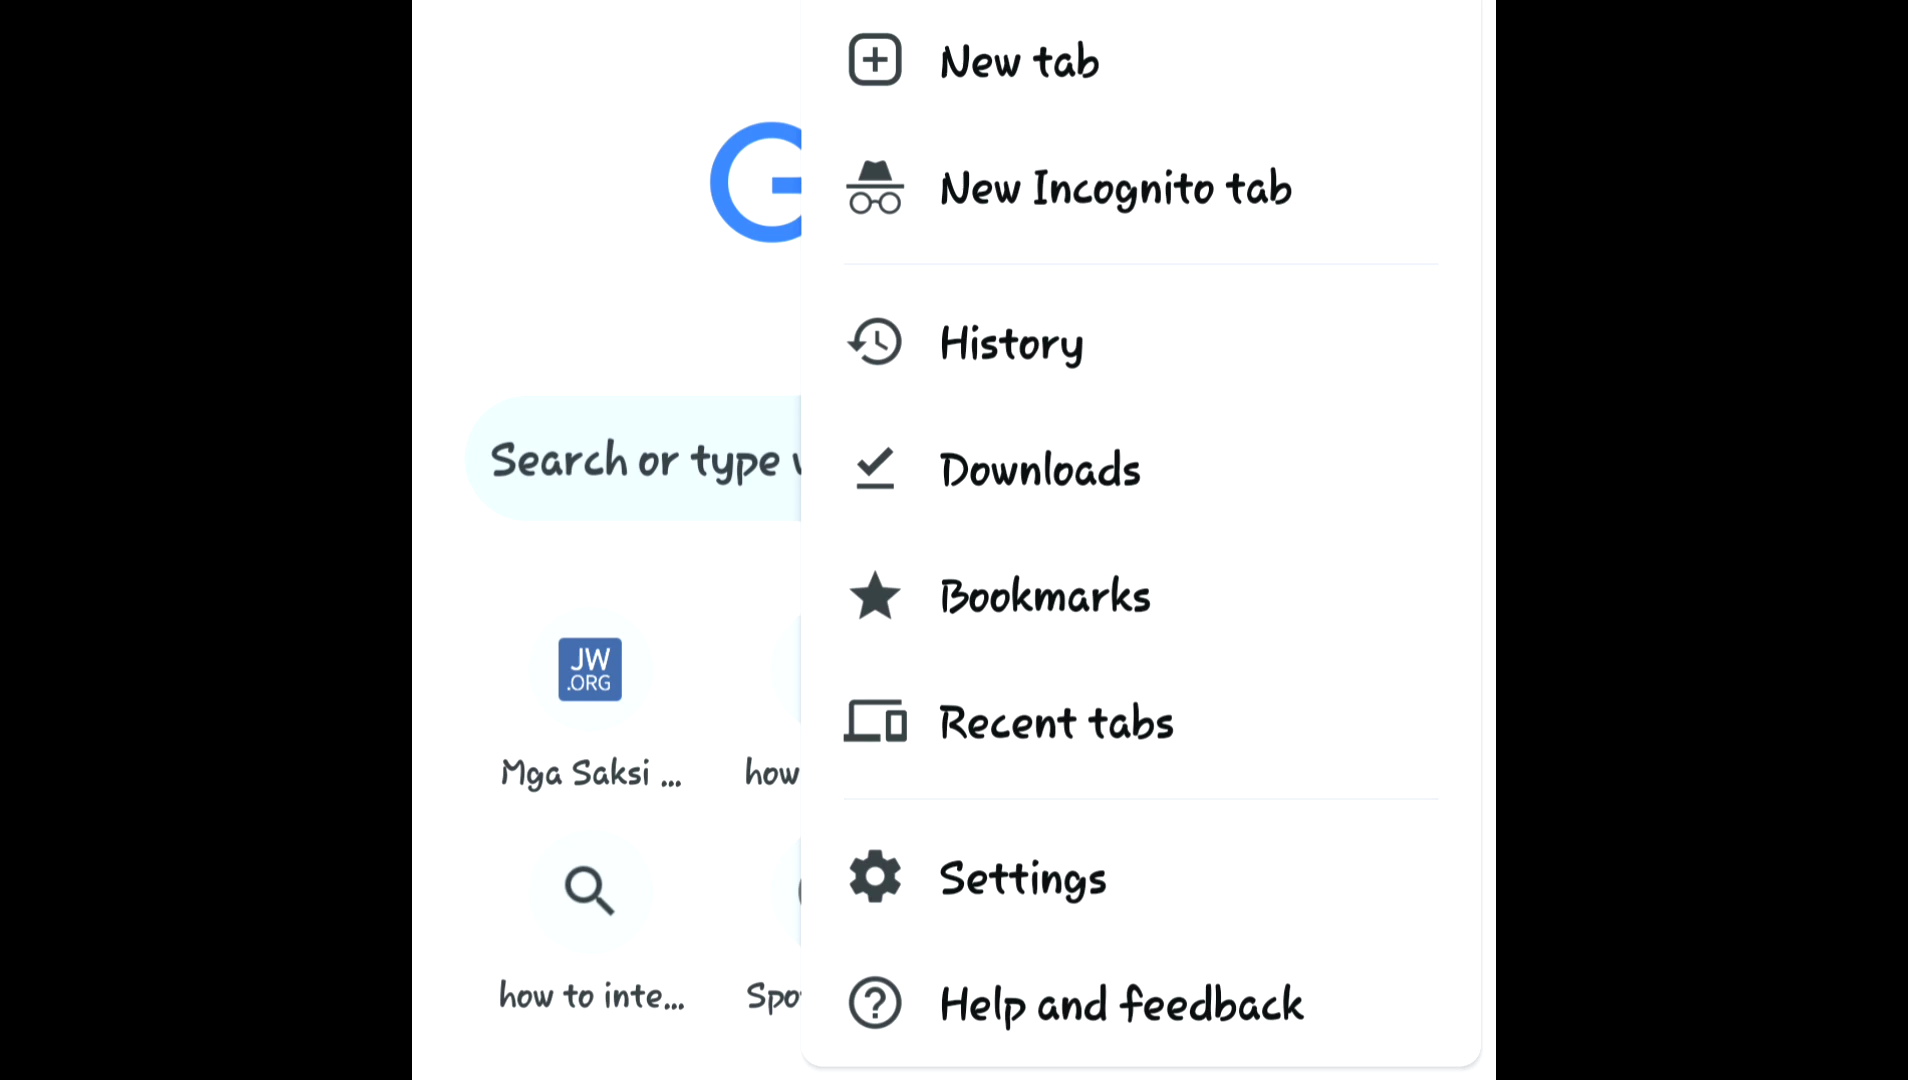 New tab
New Incognito tab
History
Search or type
Downloads
Bookmarks
JW
.ORG
Recent tabs
Mga Saksi ...
how
Settings
how to inte...
Spo
Help and feedback